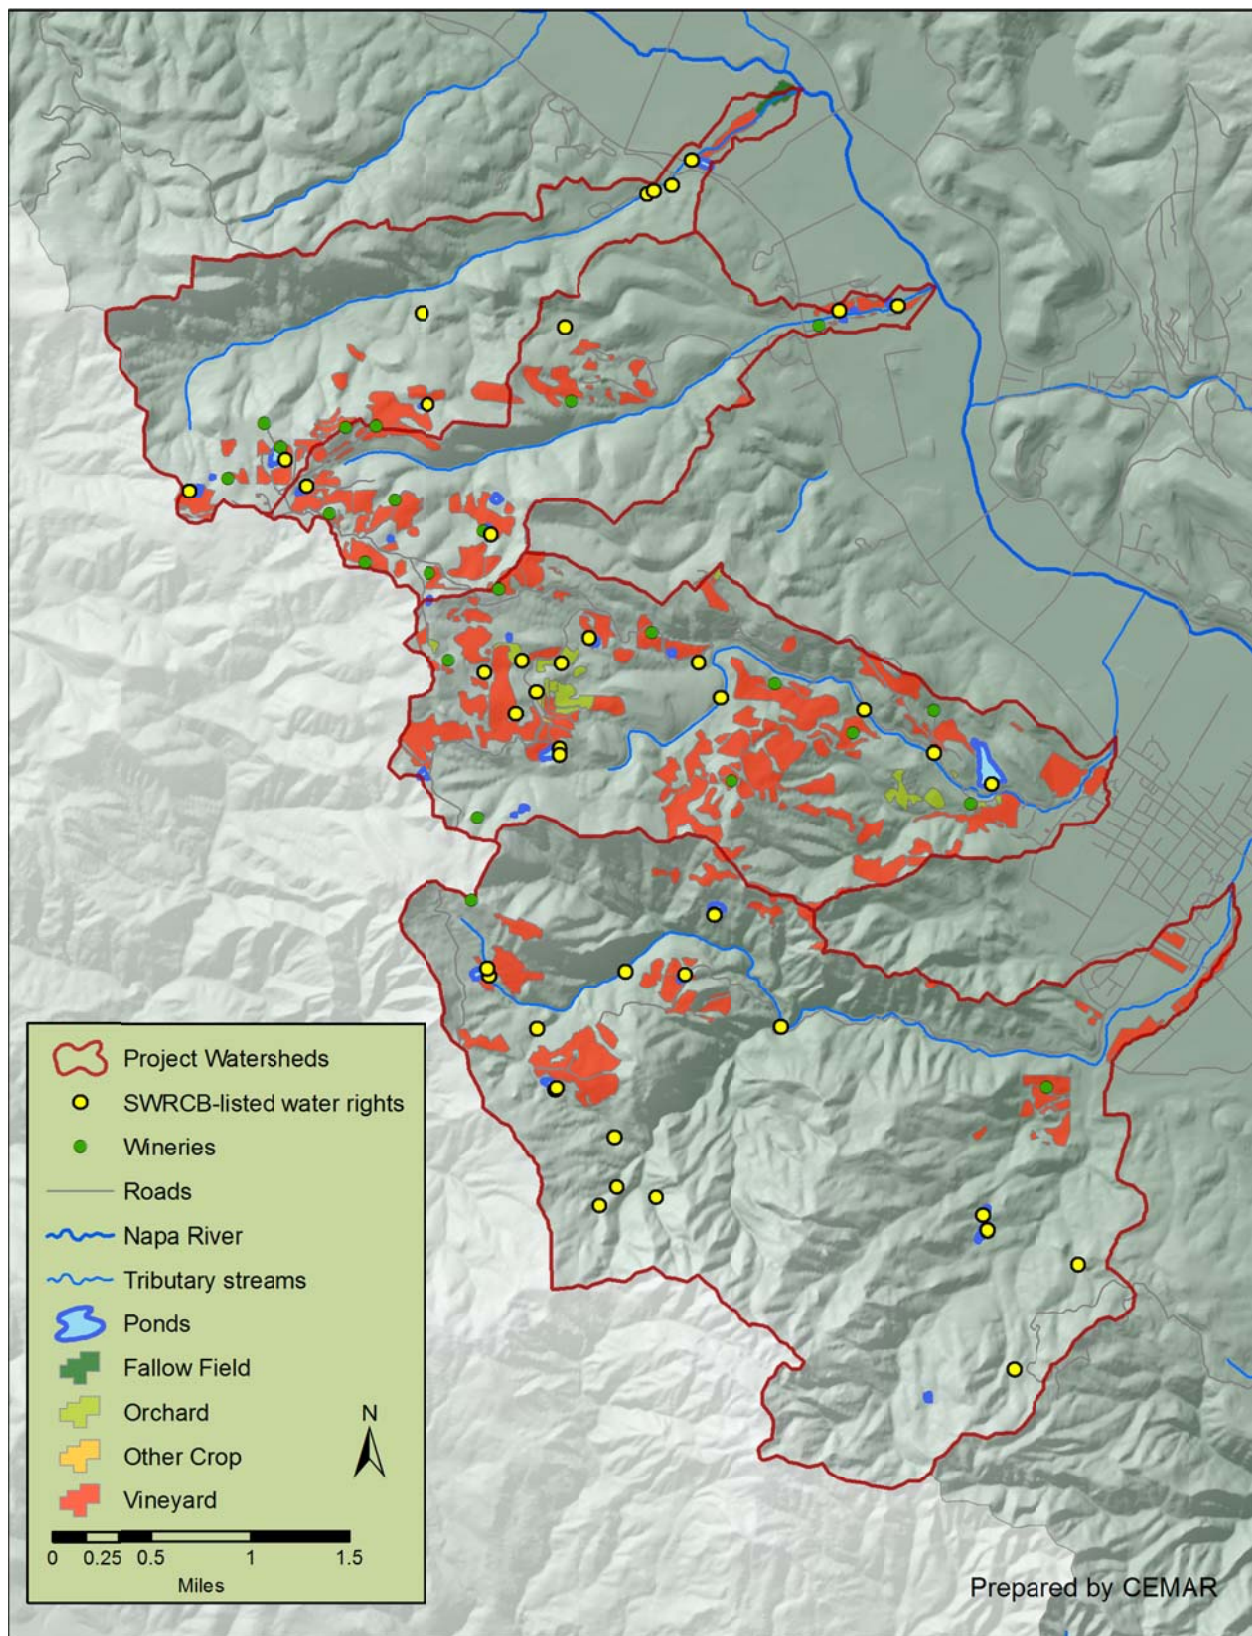 Project Watersheds
SWRCB-listed water rights
Wineries
Roads
Napa River
Tributary streams
Ponds
Fallow Field
Orchard
N
Other Crop
Vineyard
0 0.25 0.5 1 1.5
Miles
Prepared by CEMAR